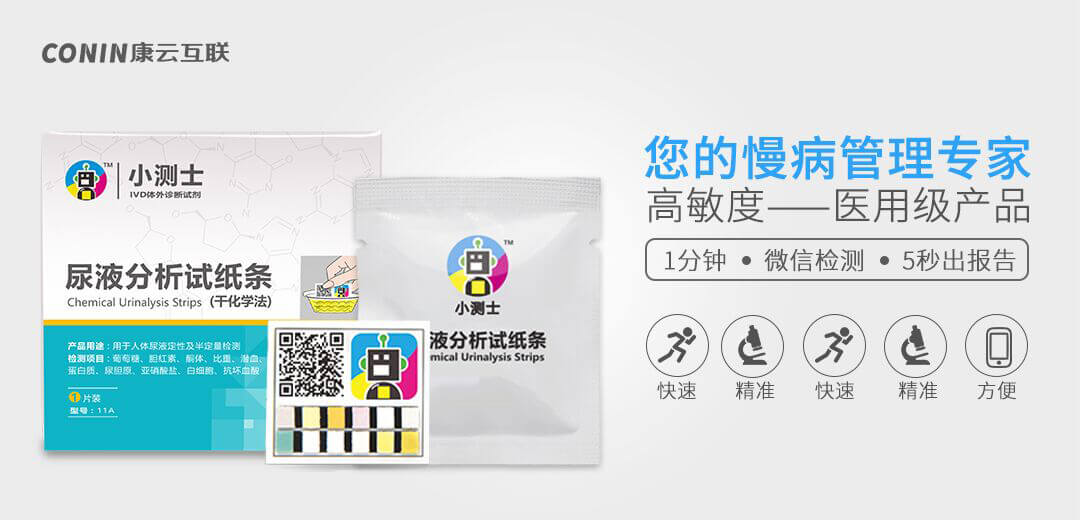 CONIN康云互联
小测士
TM
IVD体外诊断试剂
尿液分析试纸条
Chemical Urinalysis Strips (干化学法)
产品用途：用于人体尿液定性及半定量检测
检测项目：葡萄糖、胆红素、酮体、比重、潜血、
蛋白质、尿胆原、亚硝酸盐、白细胞、抗坏血酸
1片装
型号：11A
TM
小测士
液分析试纸条
mical Urinalysis Strips
您的慢病管理专家
高敏度——医用级产品
1分钟 • 微信检测 • 5秒出报告
快速 精准 快速 精准 方便